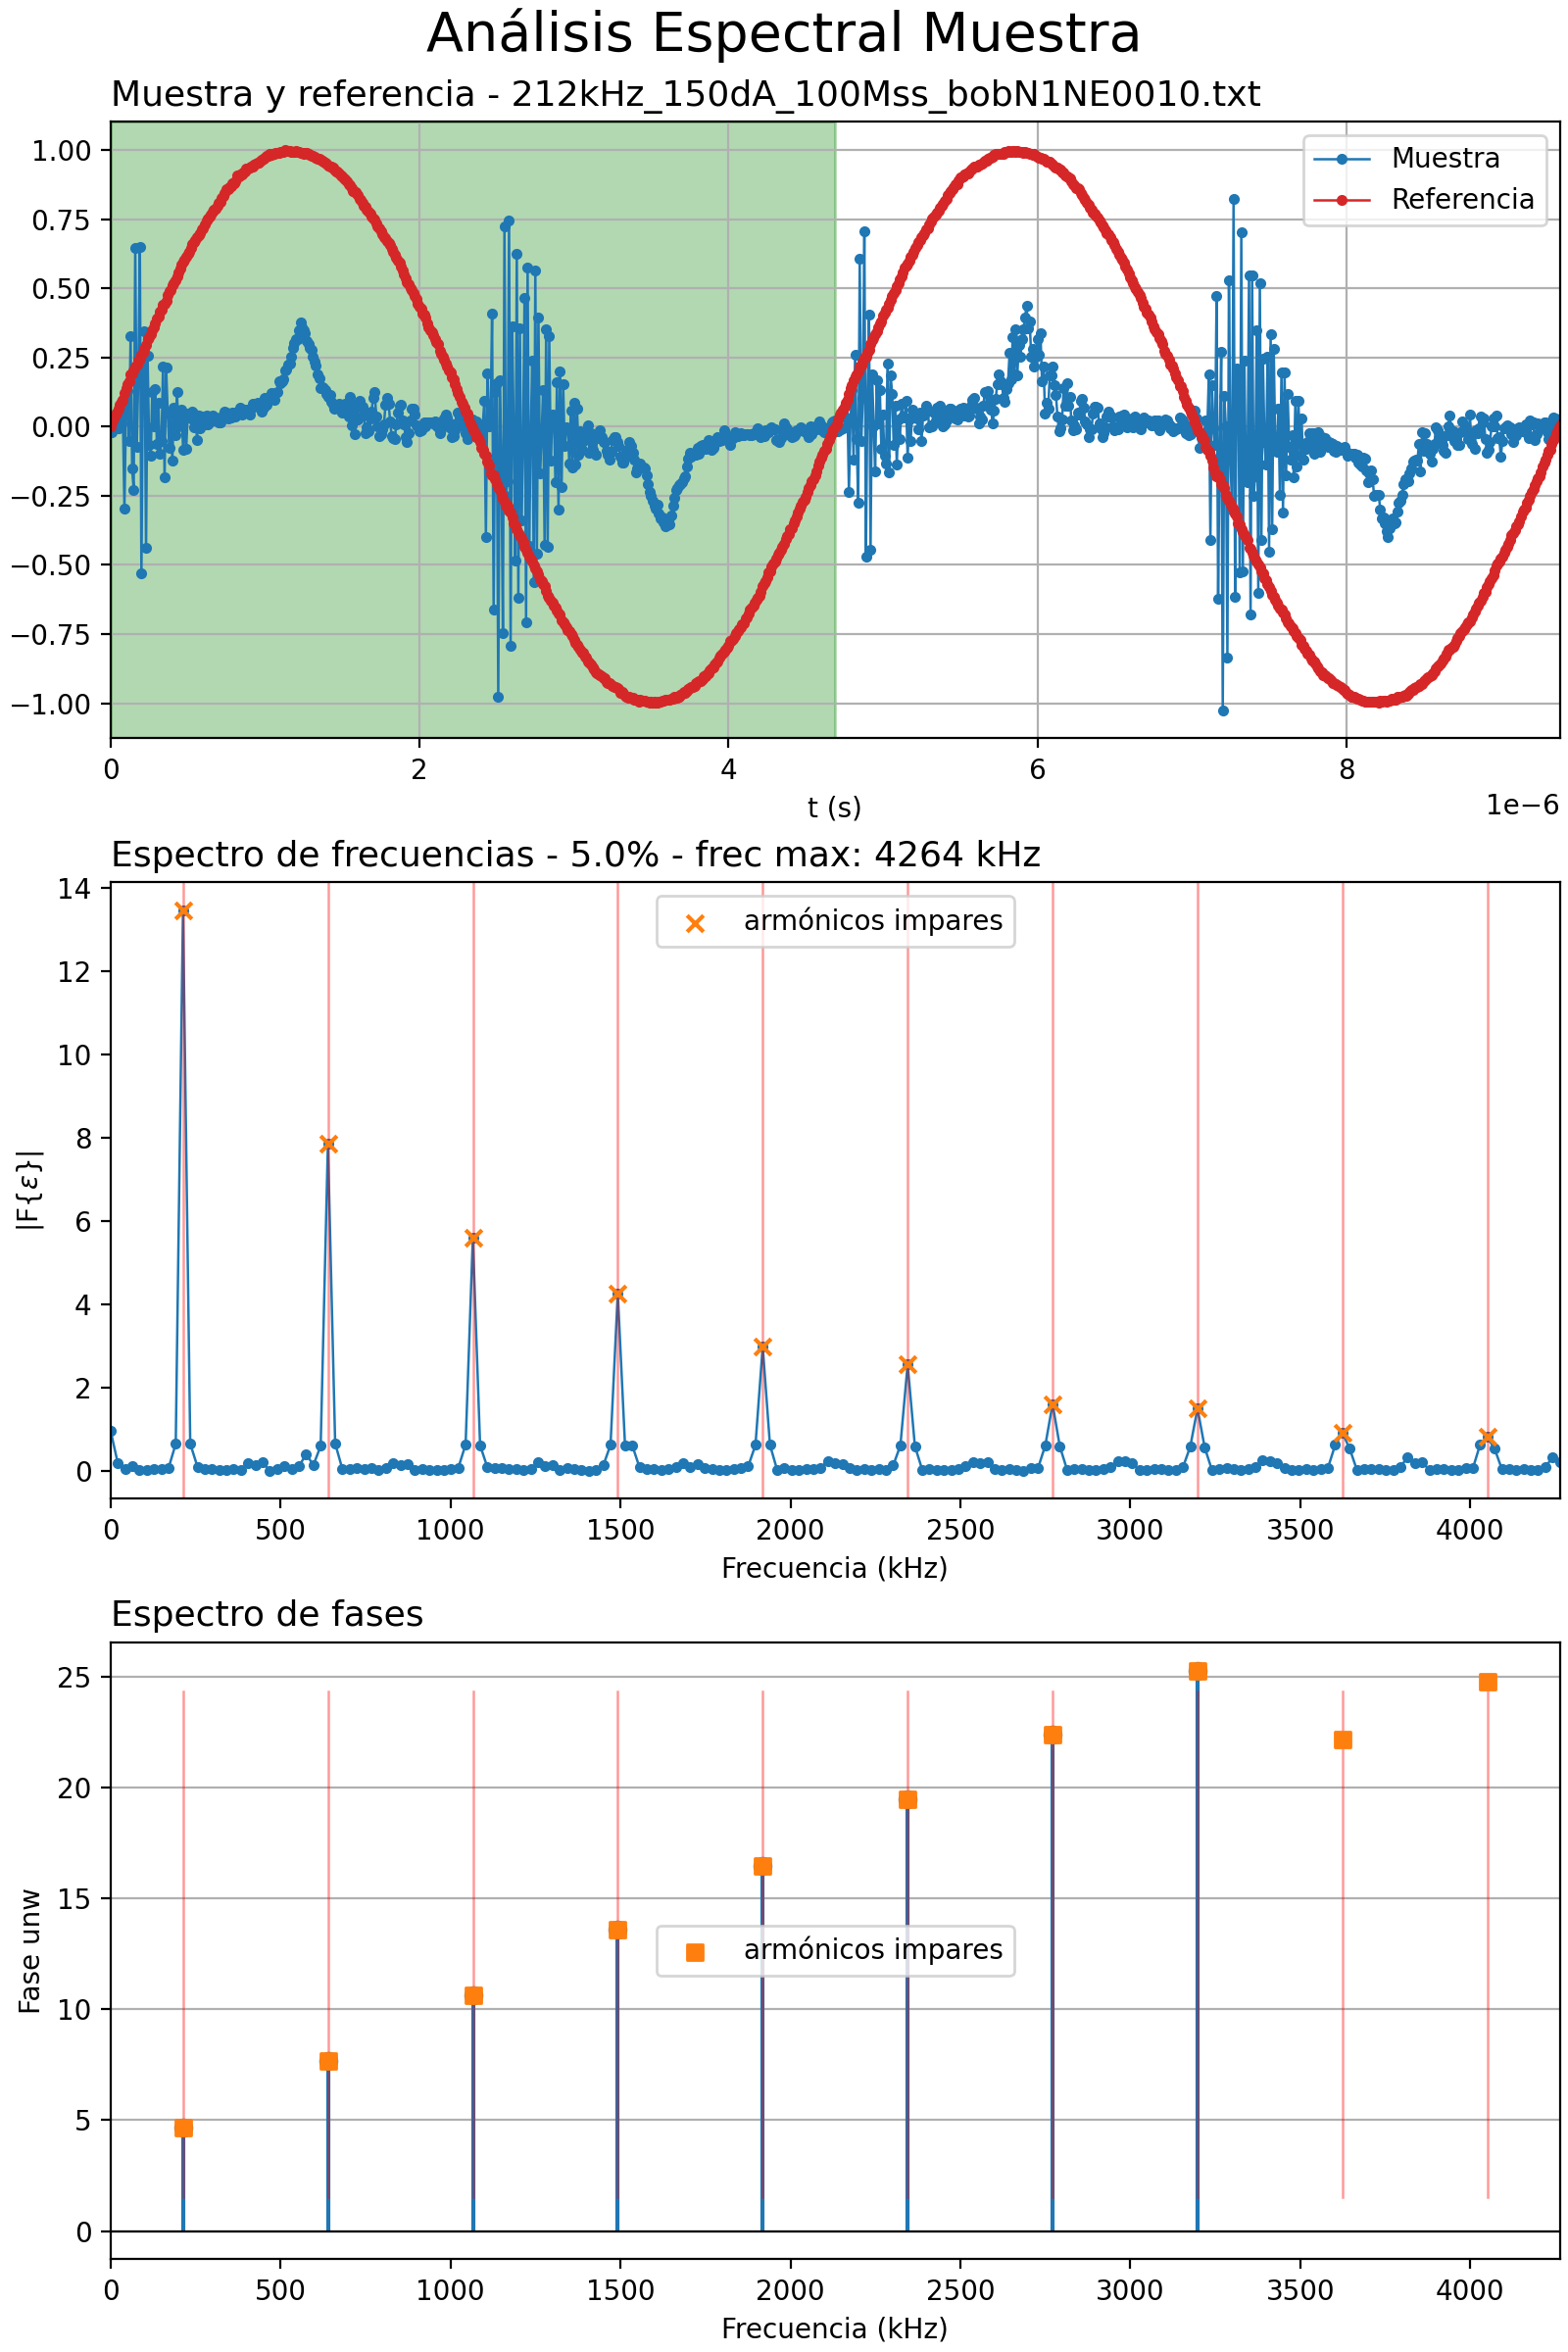 Análisis Espectral Muestra
Muestra y referencia - 212kHz_150dA_100Mss_bobN1NE0010.txt
1.00
0.75
0.50
0.25
0.00
−0.25
−0.50
−0.75
−1.00
Muestra
Referencia
0 2 4 6 8
1e−6
t (s)
Espectro de frecuencias - 5.0% - frec max: 4264 kHz
14
12
10
8
6
4
2
0
|F{ε}|
armónicos impares
0 500 1000 1500 2000 2500 3000 3500 4000
Frecuencia (kHz)
Espectro de fases
25
20
15
10
5
0
Fase unw
armónicos impares
0 500 1000 1500 2000 2500 3000 3500 4000
Frecuencia (kHz)